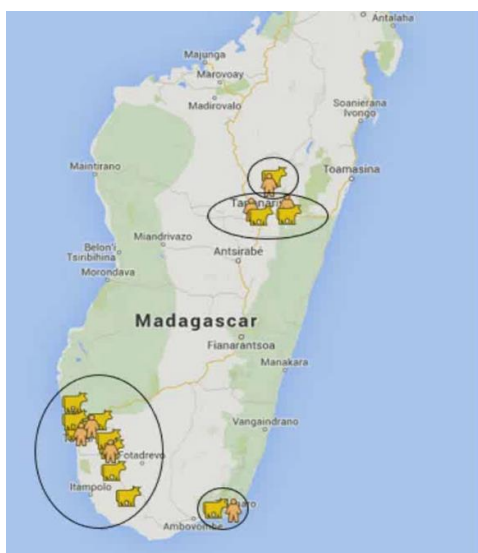 Antalaha
Majunga
Marovoay
Madirovalo
Soanierana
Ivongo
Maintirano
Toamasina
Miandrivazo
Belon'i
Tsiribihina
Antsirabe
Morondava
Madagascar
Fianarantsoa
Manakara
Vangaindrano
Fotadrevo
Itampolo
Ambovombe